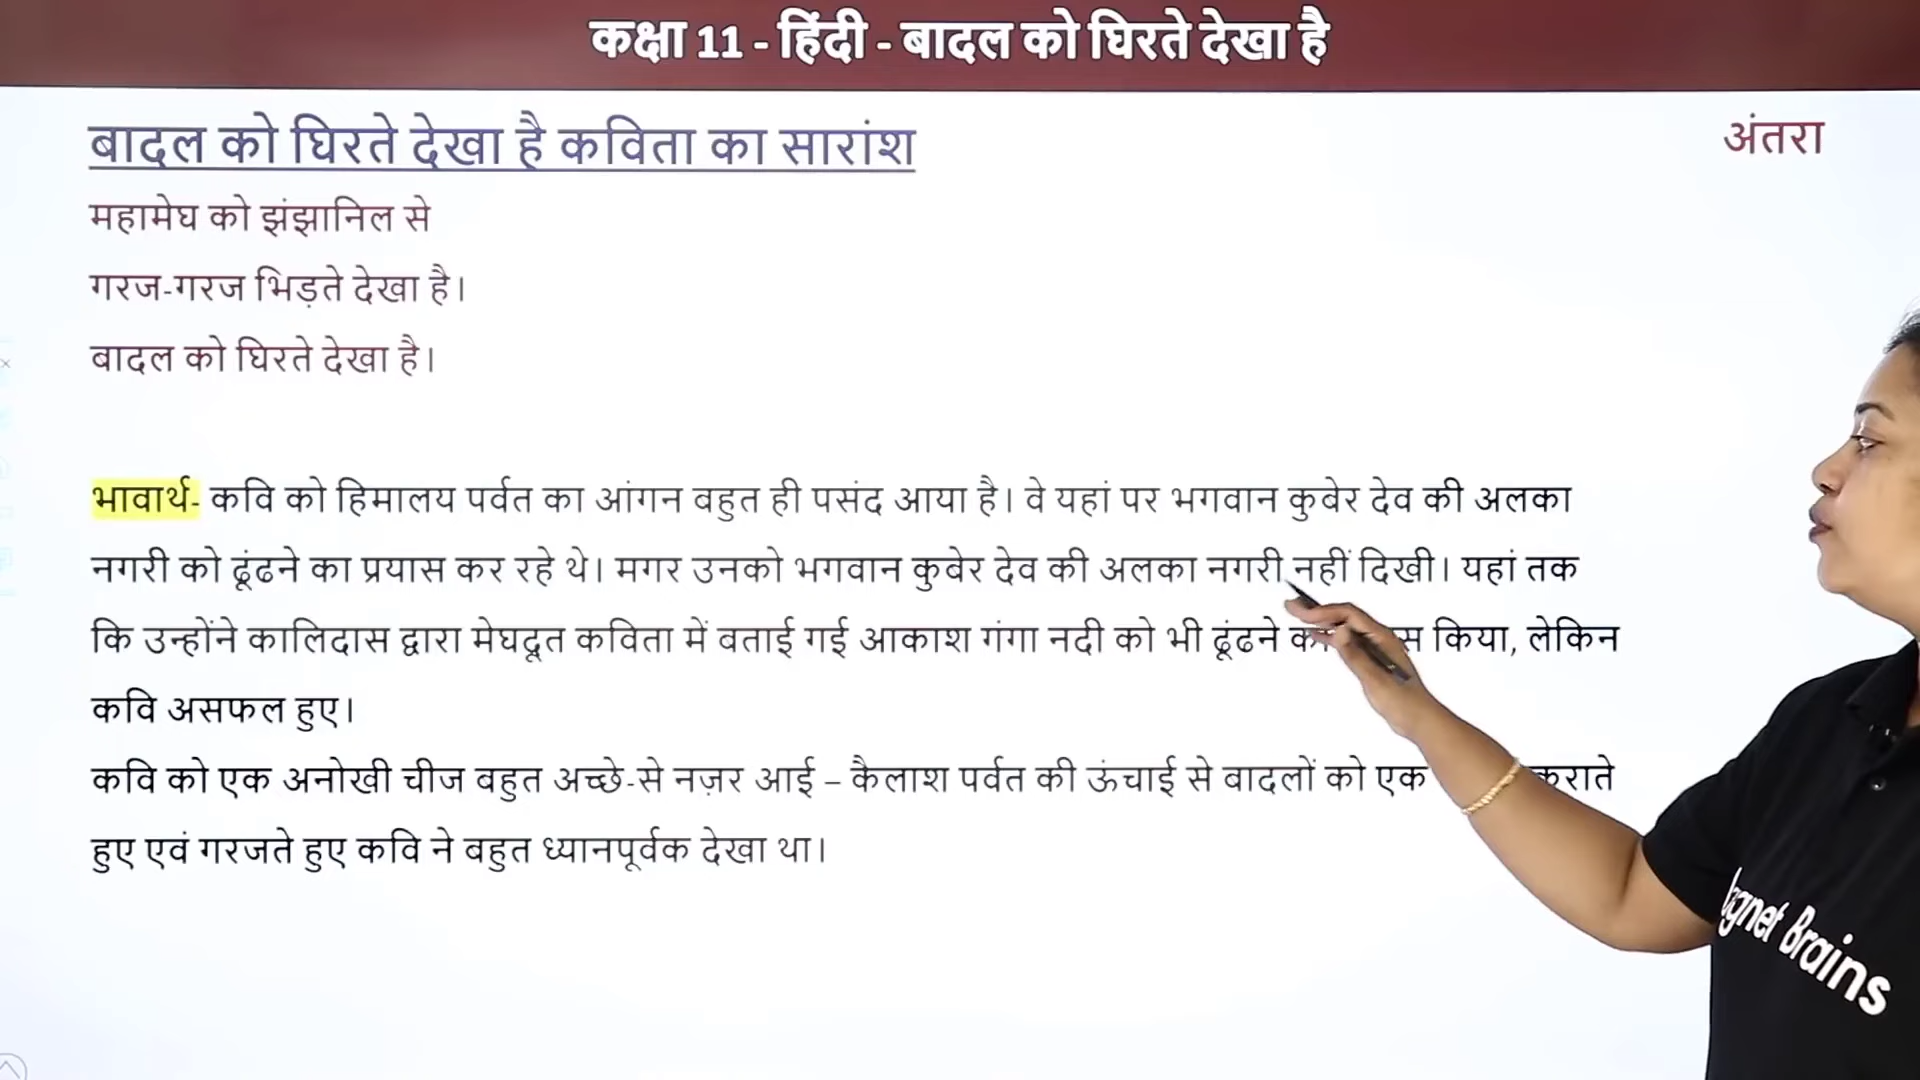 कक्षा 11 - हिंदी - बादल को घिरते देखा है
बादल को घिरते देखा है कविता का सारांश
अंतरा
महामेघ को झंझानिल से
गरज-गरज भिड़ते देखा है।
बादल को घिरते देखा है।
भावार्थ- कवि को हिमालय पर्वत का आंगन बहुत ही पसंद आया है। वे यहां पर भगवान कुबेर देव की अलका
नगरी को ढूंढने का प्रयास कर रहे थे। मगर उनको भगवान कुबेर देव की अलका नगरी नहीं दिखी। यहां तक
कि उन्होंने कालिदास द्वारा मेघदूत कविता में बताई गई आकाश गंगा नदी को भी ढूंढने किया, लेकिन
कवि असफल हुए।
कवि को एक अनोखी चीज बहुत अच्छे-से नज़र आई – कैलाश पर्वत की ऊंचाई से बादलों को एक
हुए एवं गरजते हुए कवि ने बहुत ध्यानपूर्वक देखा था।
Brains